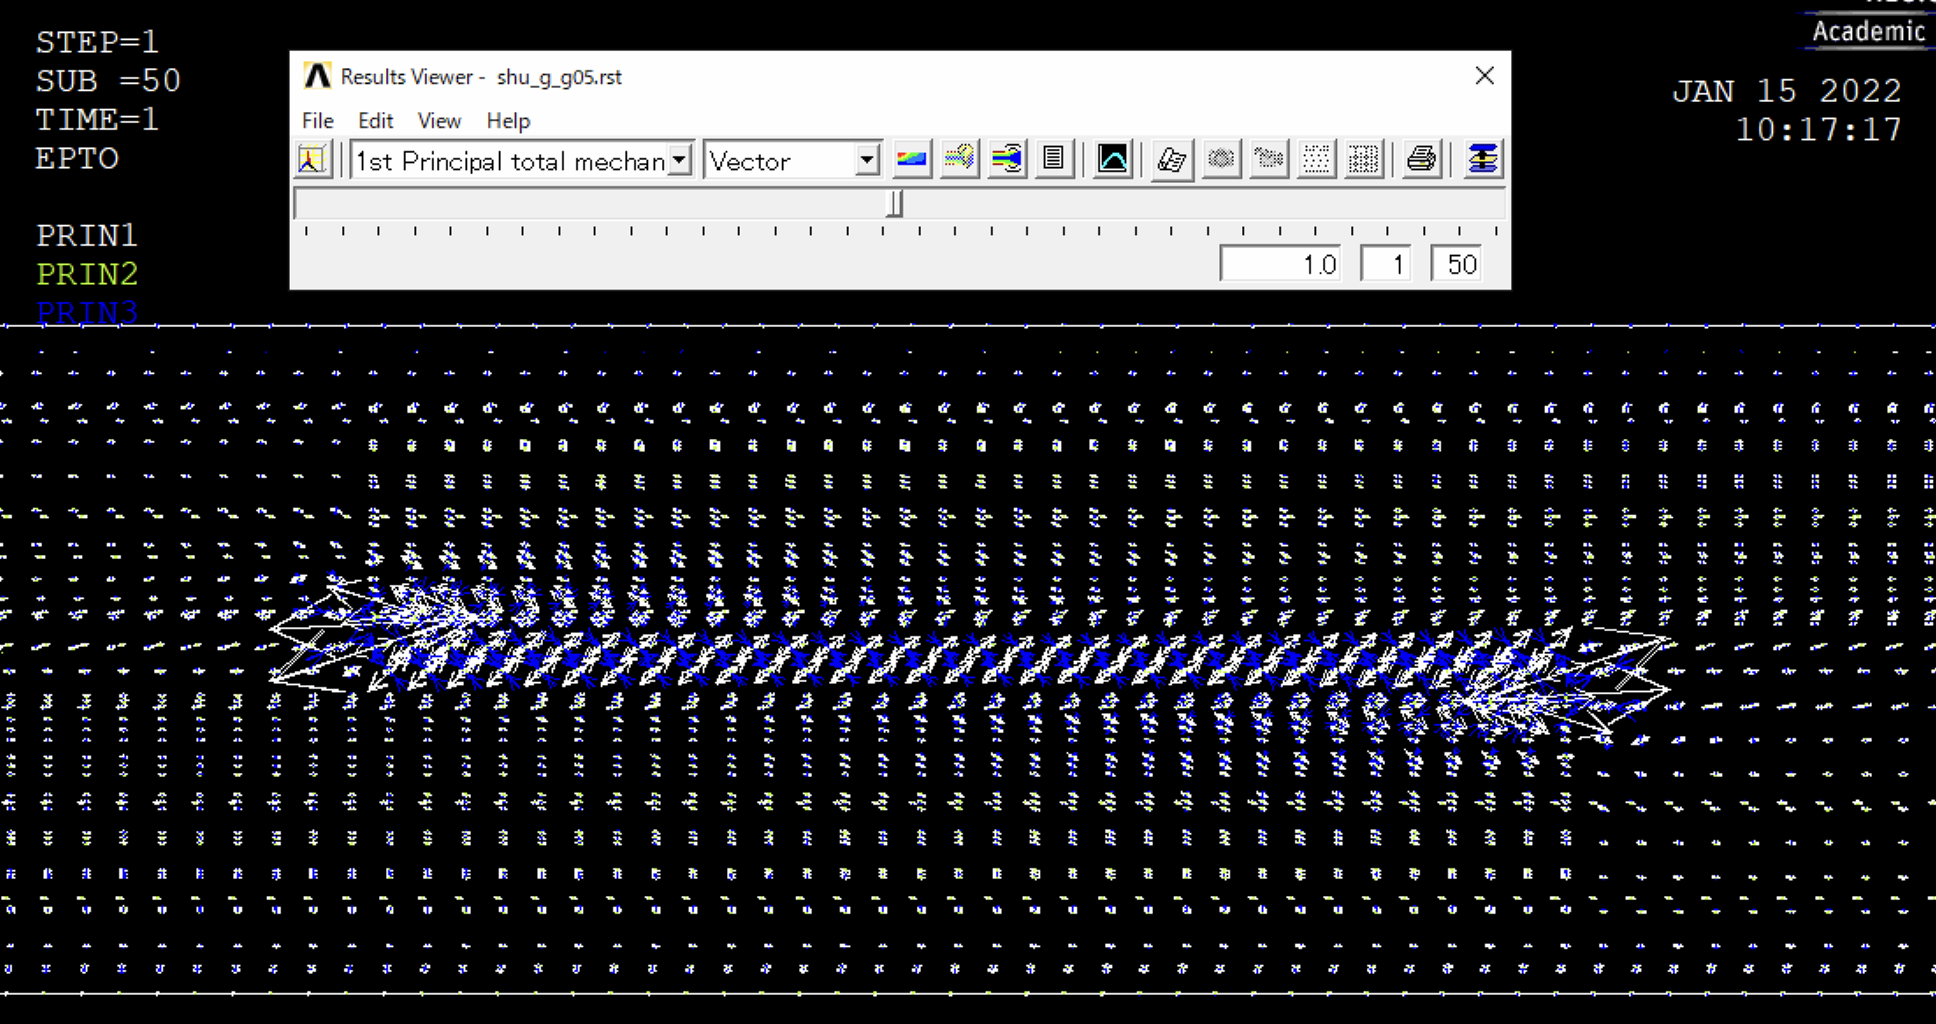 STEP=1
SUB =50
TIME=1
EPTO
PRIN1
PRIN2
PRIN3
Results Viewer - shu_g_g05.rst
File Edit View Help
1st Principal total mechan Vector
1.0 1 50
Academic
JAN 15 2022
10:17:17